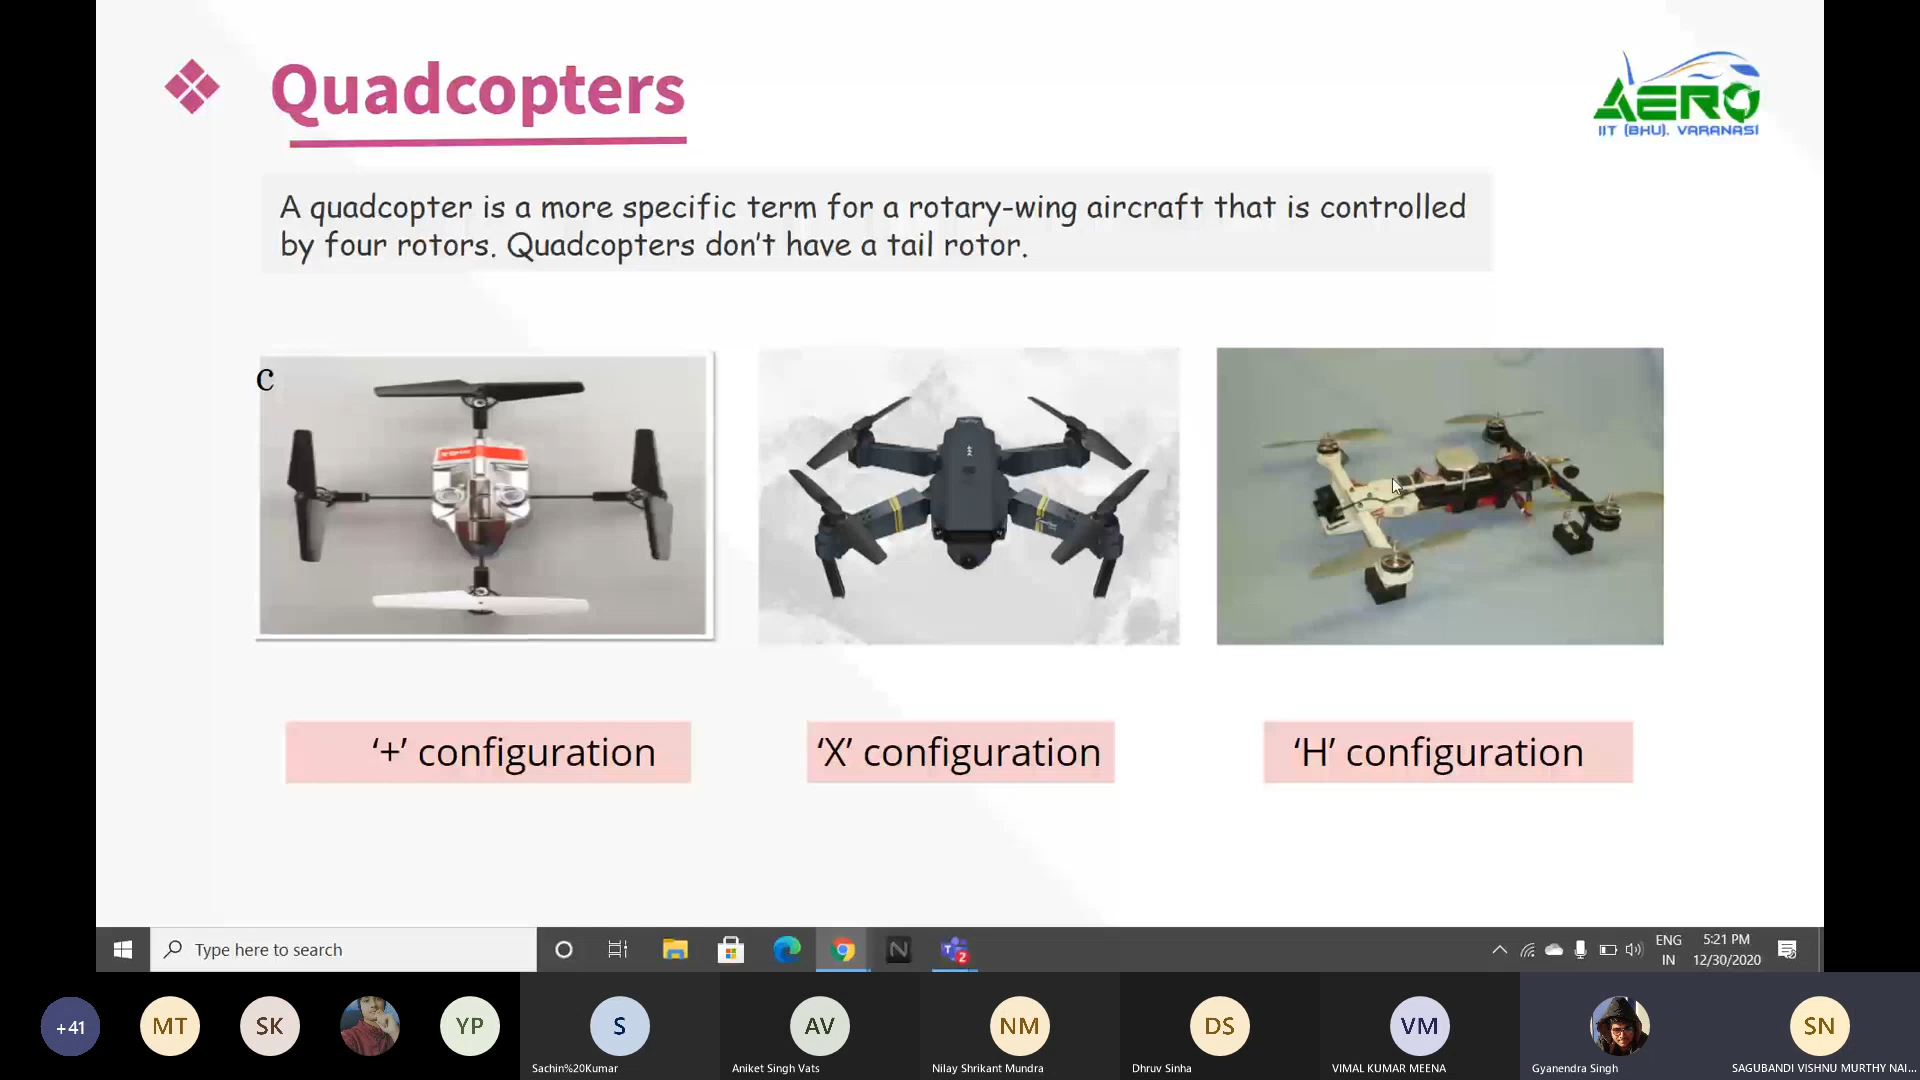 Quadcopters
AERO
IIT (BHU). VARANASI
A quadcopter is a more specific term for a rotary-wing aircraft that is controlled
by four rotors. Quadcopters don't have a tail rotor.
c
‘+’ configuration
‘X’ configuration
‘H’ configuration
Type here to search
N
T
2
ENG
IN
5:21 PM
12/30/2020
+41
MT
SK
YP
S
AV
NM
DS
VM
SN
Sachin%20Kumar
Aniket Singh Vats
Nilay Shrikant Mundra
Dhruv Sinha
VIMAL KUMAR MEENA
Gyanendra Singh
SAGUBANDI VISHNU MURTHY NAI...